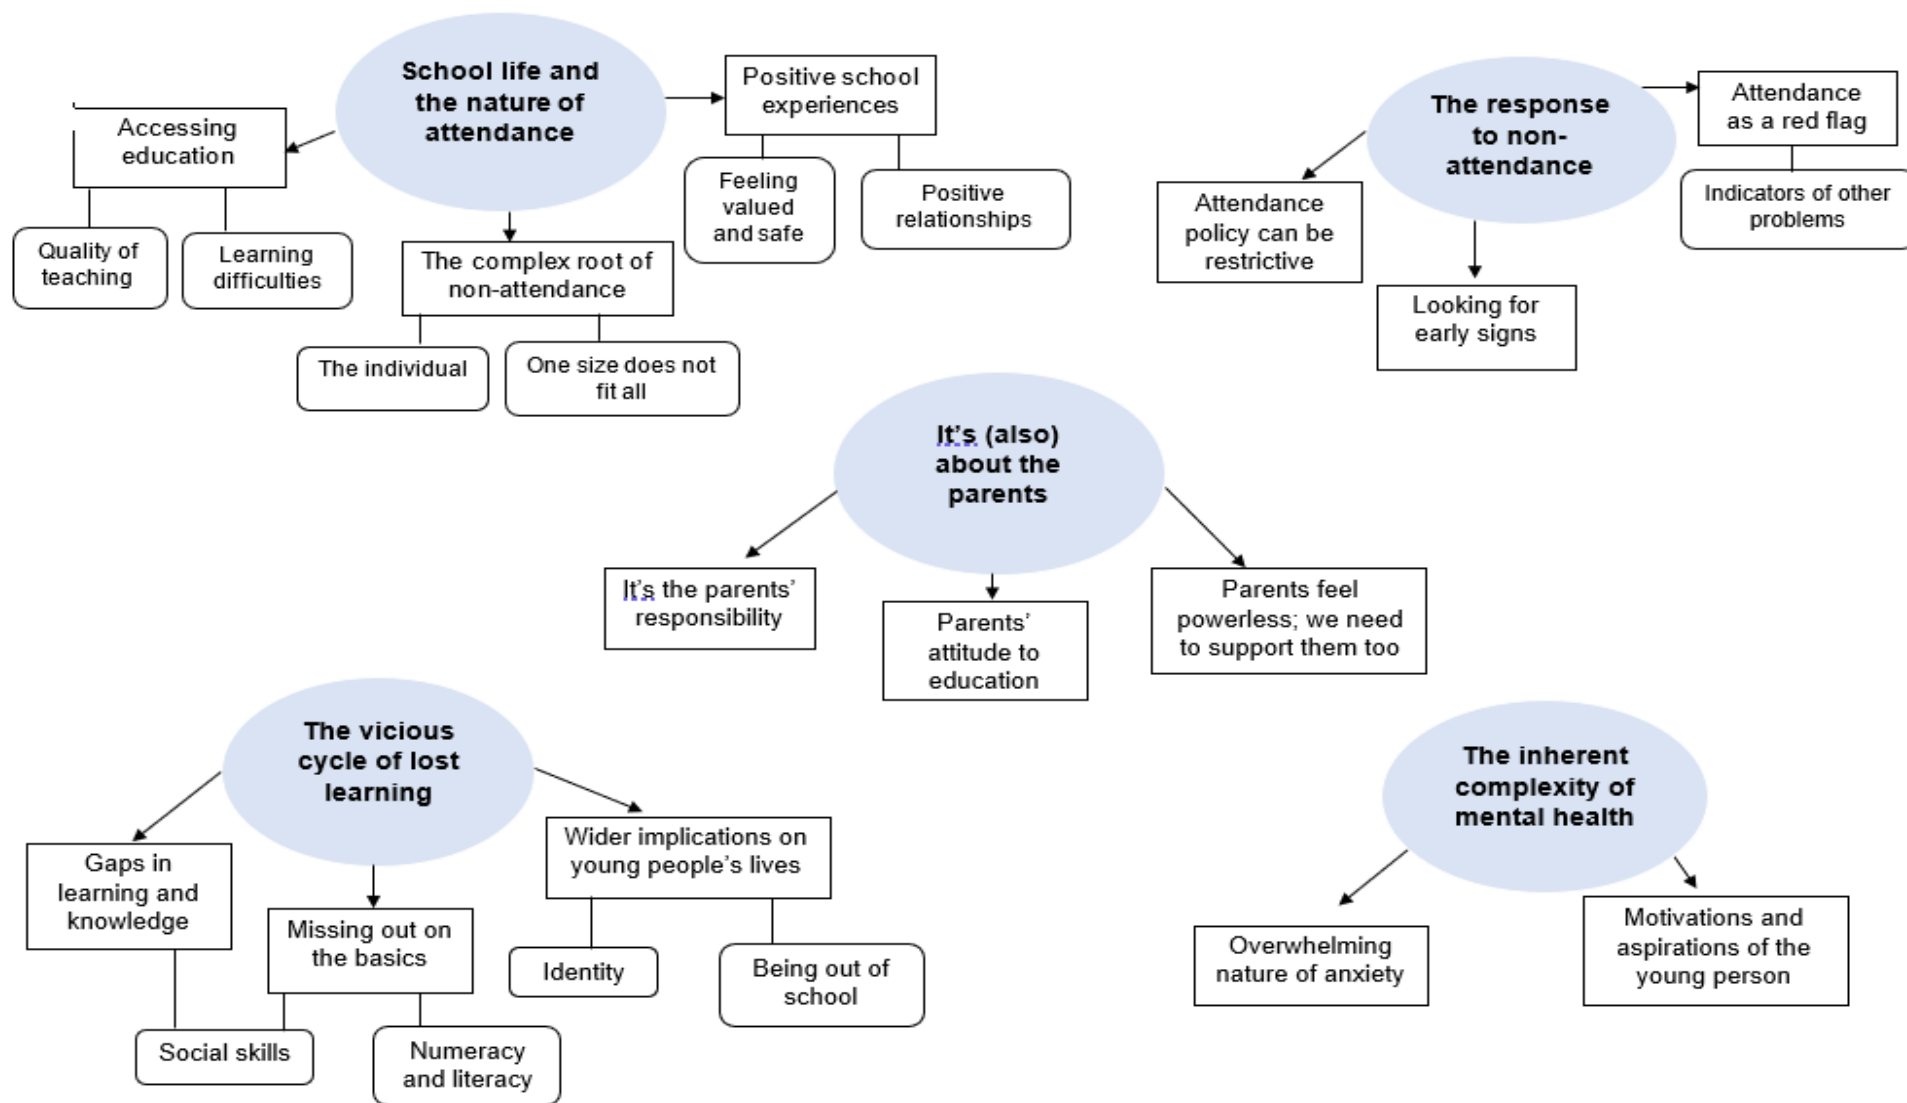 School life and
the nature of
attendance
Accessing
education
Quality of
teaching
Learning
difficulties
The complex root of
non-attendance
The individual
One size does not
fit all
Positive school
experiences
Feeling
valued
and safe
Positive
relationships
The response
to non-
attendance
Attendance
policy can be
restrictive
Looking for
early signs
Attendance
as a red flag
Indicators of other
problems
It's (also)
about the
parents
It's the parents'
responsibility
Parents'
attitude to
education
Parents feel
powerless; we need
to support them too
The vicious
cycle of lost
learning
Gaps in
learning and
knowledge
Missing out on
the basics
Social skills
Numeracy
and literacy
Wider implications on
young people's lives
Identity
Being out of
school
The inherent
complexity of
mental health
Overwhelming
nature of anxiety
Motivations and
aspirations of the
young person